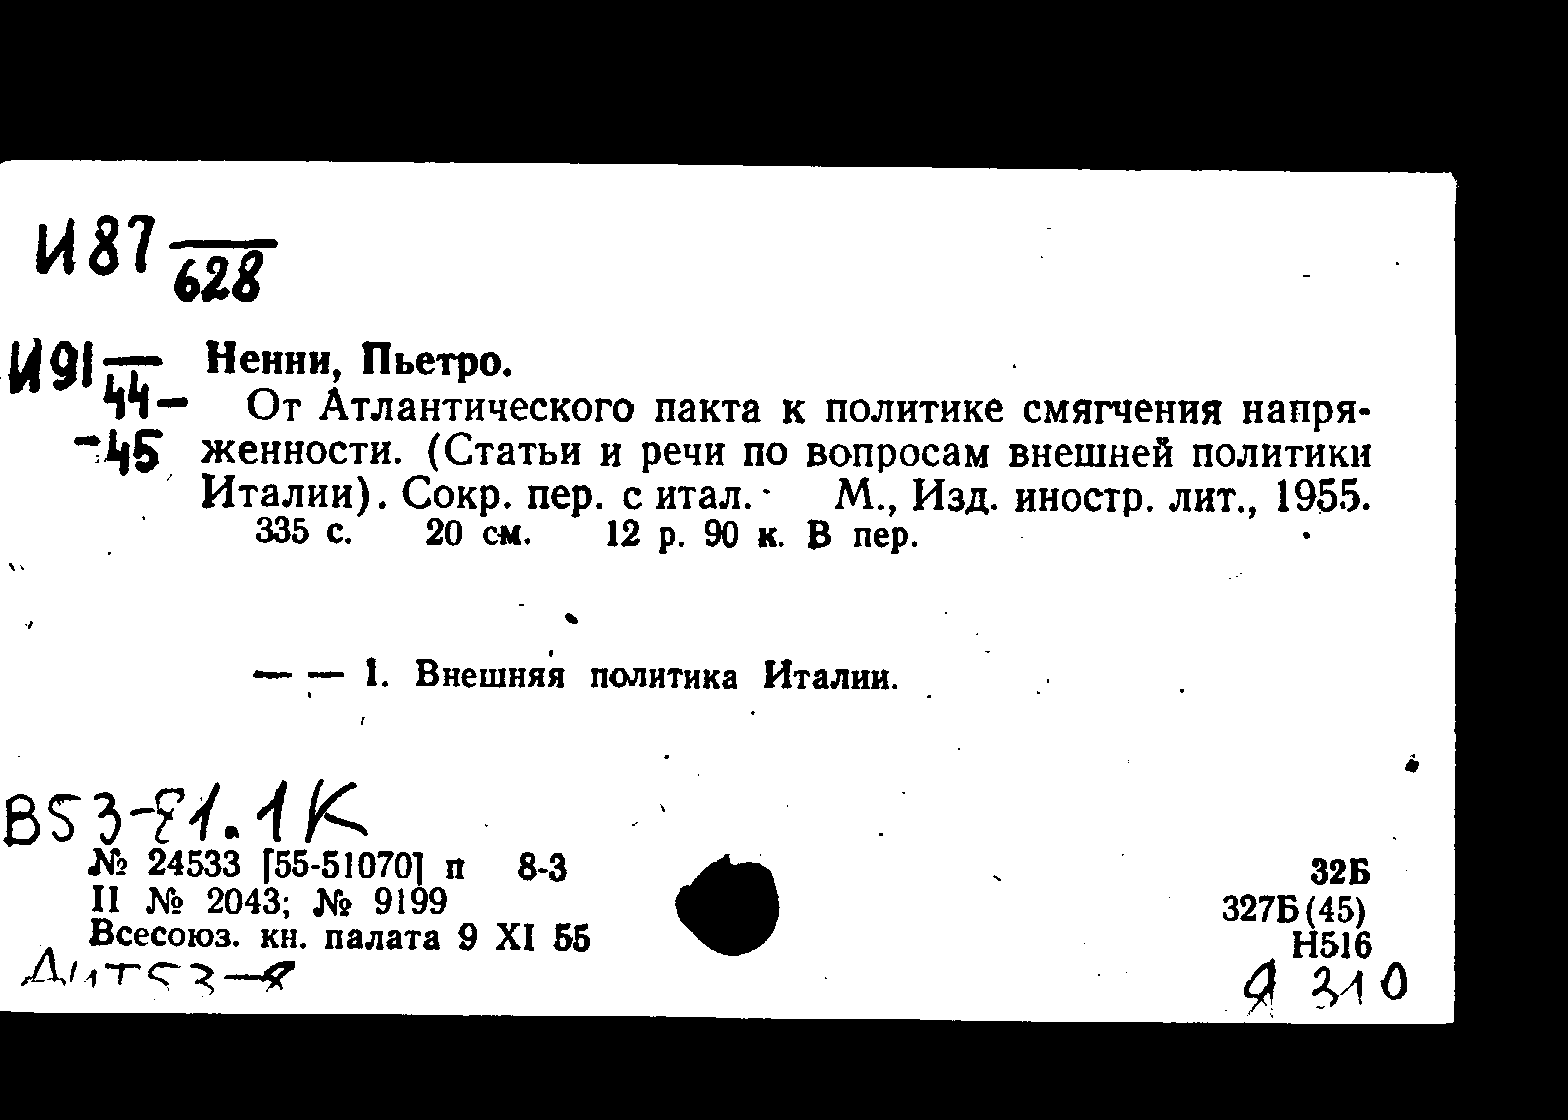 И87
628
И91
44-
-45
Ненни, Пьетро.
От Атлантического пакта к политике смягчения напря-
женности. (Статьи и речи по вопросам внешней политики
Италии). Сокр. пер. с итал. М., Изд. иностр. лит., 1955.
335 с. 20 см. 12 р. 90 к. В пер.
— — 1. Внешняя политика Италии.
В53-81.1К
№ 24533 [55-51070] п 8-3
II № 2043; № 9199
Всесоюз. кн. палата 9 XI 55
32Б
327Б(45)
Н516
Я 310